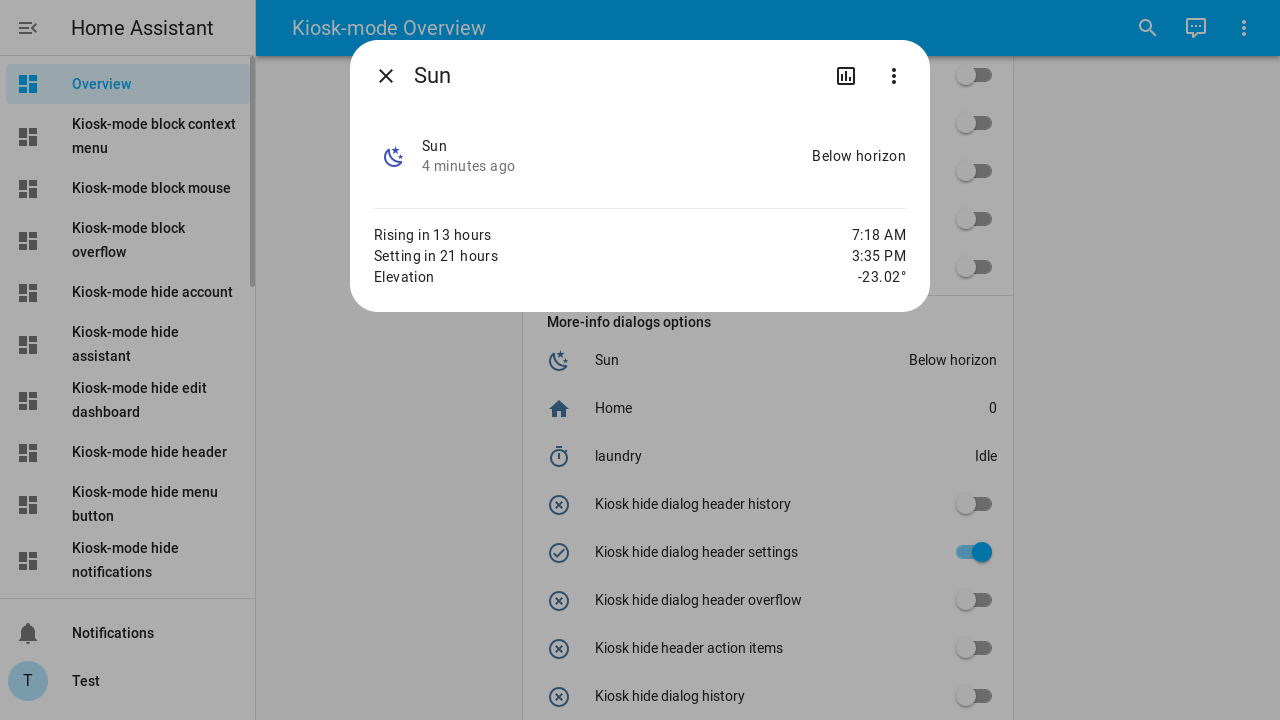 Home Assistant
Kiosk-mode Overview
Overview
Kiosk-mode block context
menu
Kiosk-mode block mouse
Kiosk-mode block
overflow
Kiosk-mode hide account
Kiosk-mode hide
assistant
Kiosk-mode hide edit
dashboard
Kiosk-mode hide header
Kiosk-mode hide menu
button
Kiosk-mode hide
notifications
Notifications
T Test
Sun
Sun
4 minutes ago
Below horizon
Rising in 13 hours 7:18 AM
Setting in 21 hours 3:35 PM
Elevation -23.02°
More-info dialogs options
Sun Below horizon
Home 0
laundry Idle
Kiosk hide dialog header history
Kiosk hide dialog header settings
Kiosk hide dialog header overflow
Kiosk hide header action items
Kiosk hide dialog history